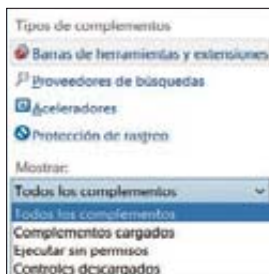 Tipos de complementos
Barras de herramientas y extensiones
Proveedores de búsquedas
Aceleradores
Protección de rastreo
Mostrar:
Todos los complementos
Todos los complementos
Complementos cargados
Ejecutar sin permisos
Controles descargados